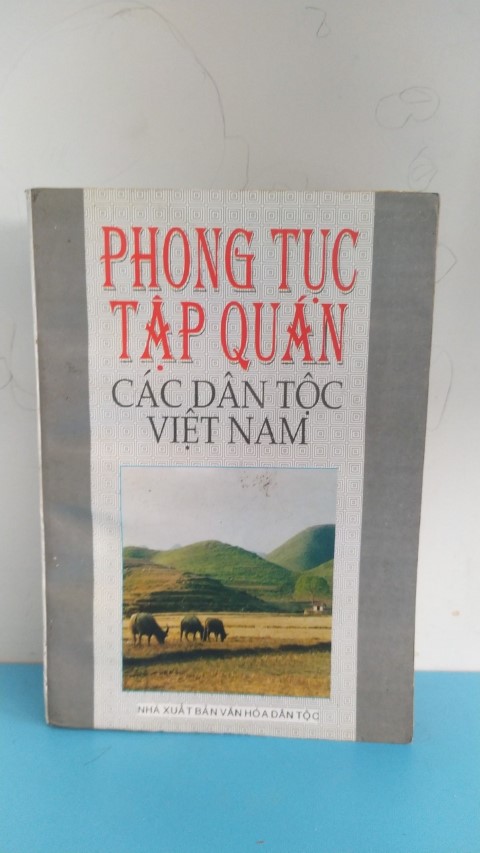 PHONG TỤC
TẬP QUÁN
CÁC DÂN TỘC
VIỆT NAM
NHÀ XUẤT BẢN VĂN HÓA DÂN TỘC